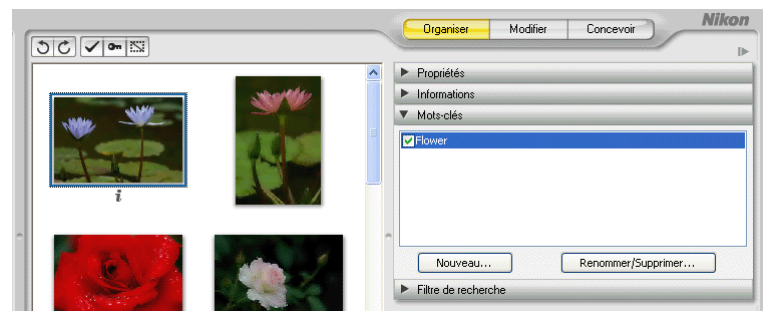 Nikon
Organiser Modifier Concevoir
Propriétés
Informations
Mots-clés
Flower
i
Nouveau... Renommer/Supprimer...
Filtre de recherche